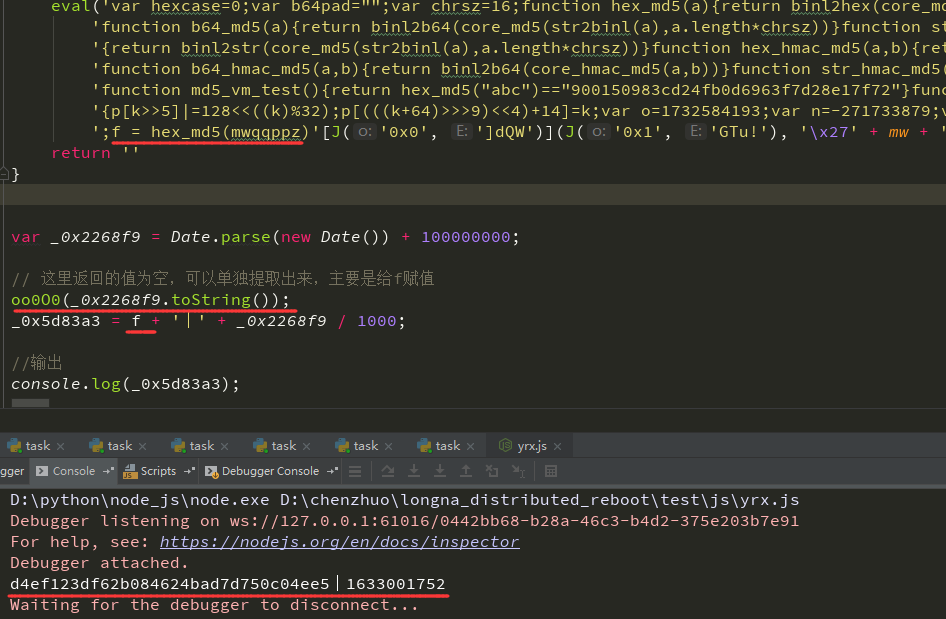 eval('var hexcase=0;var b64pad="";var chrsz=16;function hex_md5(a){return binl2hex(core_md
'function b64_md5(a){return binl2b64(core_md5(str2binl(a),a.length*chrsz))}function st
'{return binl2str(core_md5(str2binl(a),a.length*chrsz))}function hex_hmac_md5(a,b){ret
'function b64_hmac_md5(a,b){return binl2b64(core_hmac_md5(a,b))}function str_hmac_md5(
'function md5_vm_test(){return hex_md5("abc")=="900150983cd24fb0d6963f7d28e17f72"}func
'{p[k>>5]|=128<<((k)%32);p[(((k+64)>>>9)<<4)+14]=k;var o=1732584193;var n=-271733879;v
';f = hex_md5(mwqqppz)'[J( o: '0x0', E: ']dQW')](J( o: '0x1', E: 'GTu!'), '\x27' + mw + '
return ''
}
var _0x2268f9 = Date.parse(new Date()) + 100000000;
// 这里返回的值为空，可以单独提取出来，主要是给f赋值
oo0O0(_0x2268f9.toString());
_0x5d83a3 = f + '|' + _0x2268f9 / 1000;
//输出
console.log(_0x5d83a3);
task × task × task × task × task × task × yrx.js ×
gger Console Scripts Debugger Console
D:\python\node_js\node.exe D:\chenzhuo\longna_distributed_reboot\test\js\yrx.js
Debugger listening on ws://127.0.0.1:61016/0442bb68-b28a-46c3-b4d2-375e203b7e91
For help, see: https://nodejs.org/en/docs/inspector
Debugger attached.
d4ef123df62b084624bad7d750c04ee5|1633001752
Waiting for the debugger to disconnect...